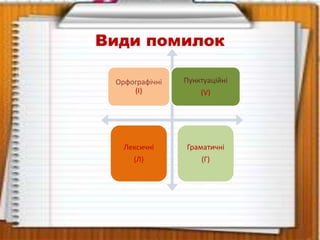 Види помилок
Орфографічні
(І)
Пунктуаційні
(V)
Лексичні
(Л)
Граматичні
(Г)